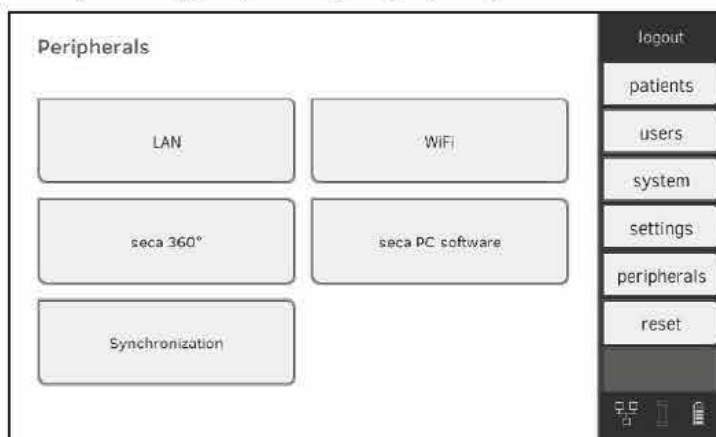 Peripherals
LAN
WiFi
seca 360°
seca PC software
Synchronization
logout
patients
users
system
settings
peripherals
reset